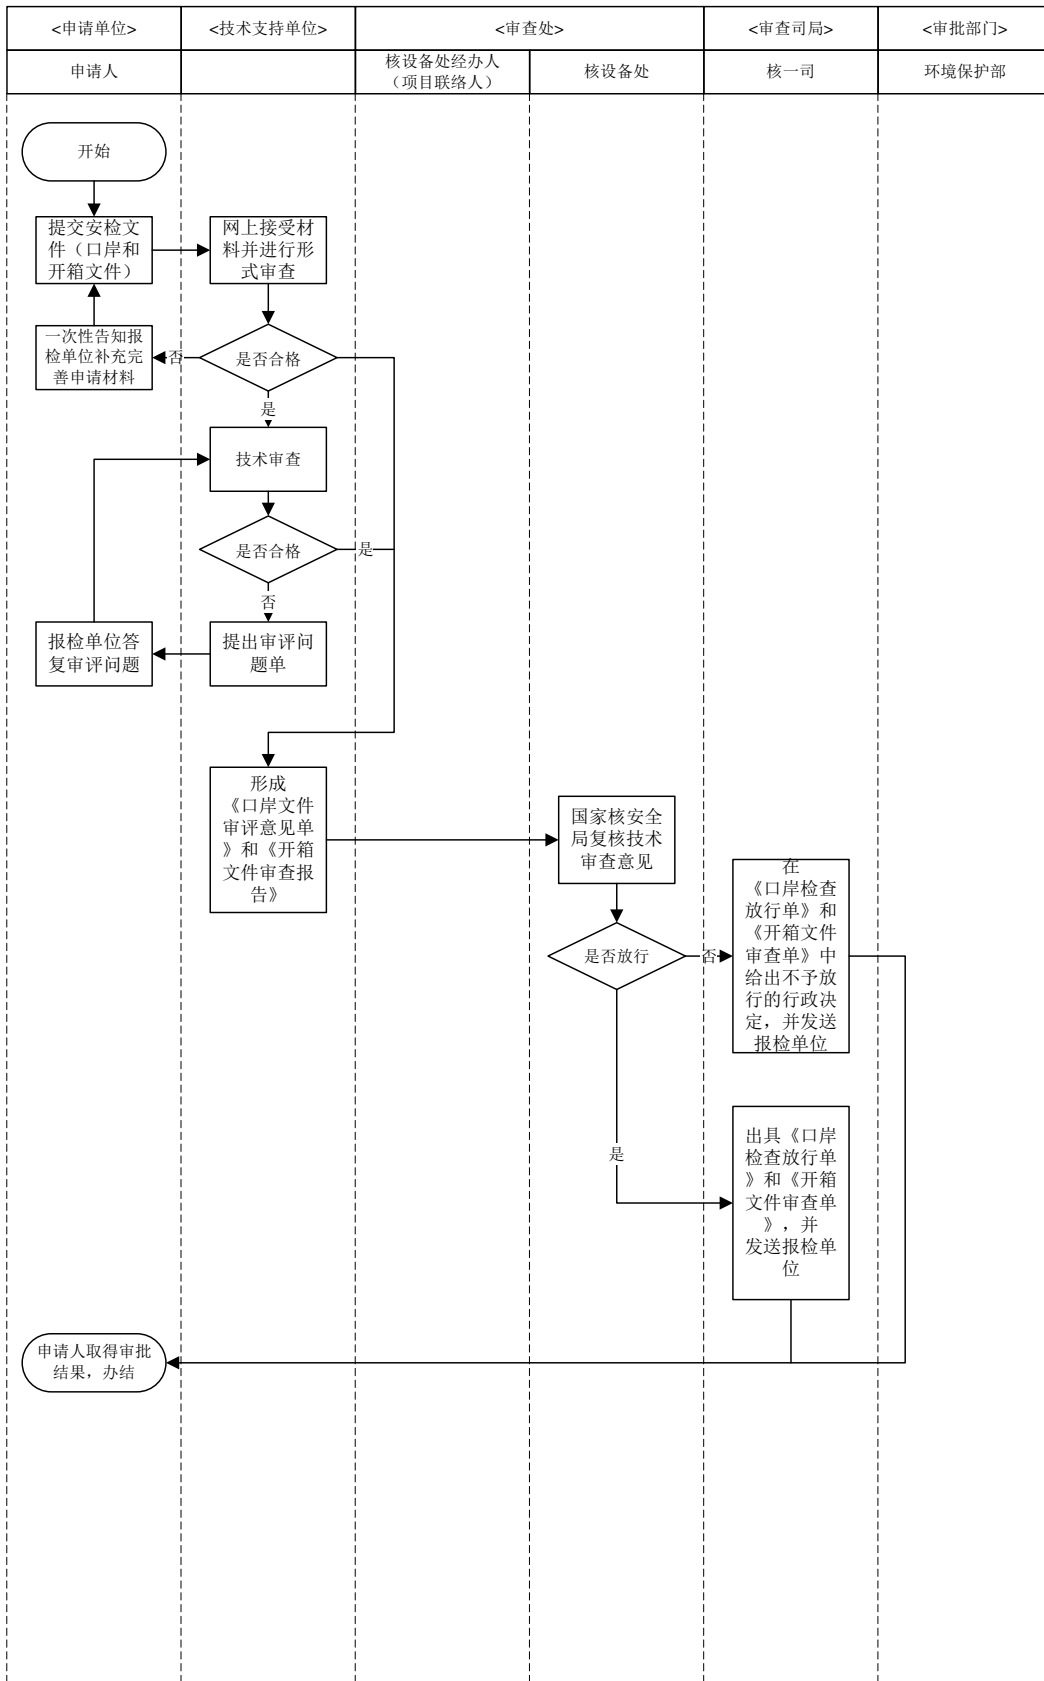 <申请单位>
<技术支持单位>
<审查处>
<审查司局>
<审批部门>
申请人
核设备处经办人
（项目联络人）
核设备处
核一司
环境保护部
开始
提交安检文
件（口岸和
开箱文件）
网上接受材
料并进行形
式审查
一次性告知报
检单位补充完
善申请材料
否
是否合格
是
技术审查
是否合格
是
否
报检单位答
复审评问题
提出审评问
题单
形成
《口岸文件
审评意见单
》和《开箱
文件审查报
告》
国家核安全
局复核技术
审查意见
是否放行
否
在
《口岸检查
放行单》和
《开箱文件
审查单》中
给出不予放
行的行政决
定，并发送
报检单位
是
出具《口岸
检查放行单
》和《开箱
文件审查单
》，并
发送报检单
位
申请人取得审批
结果，办结